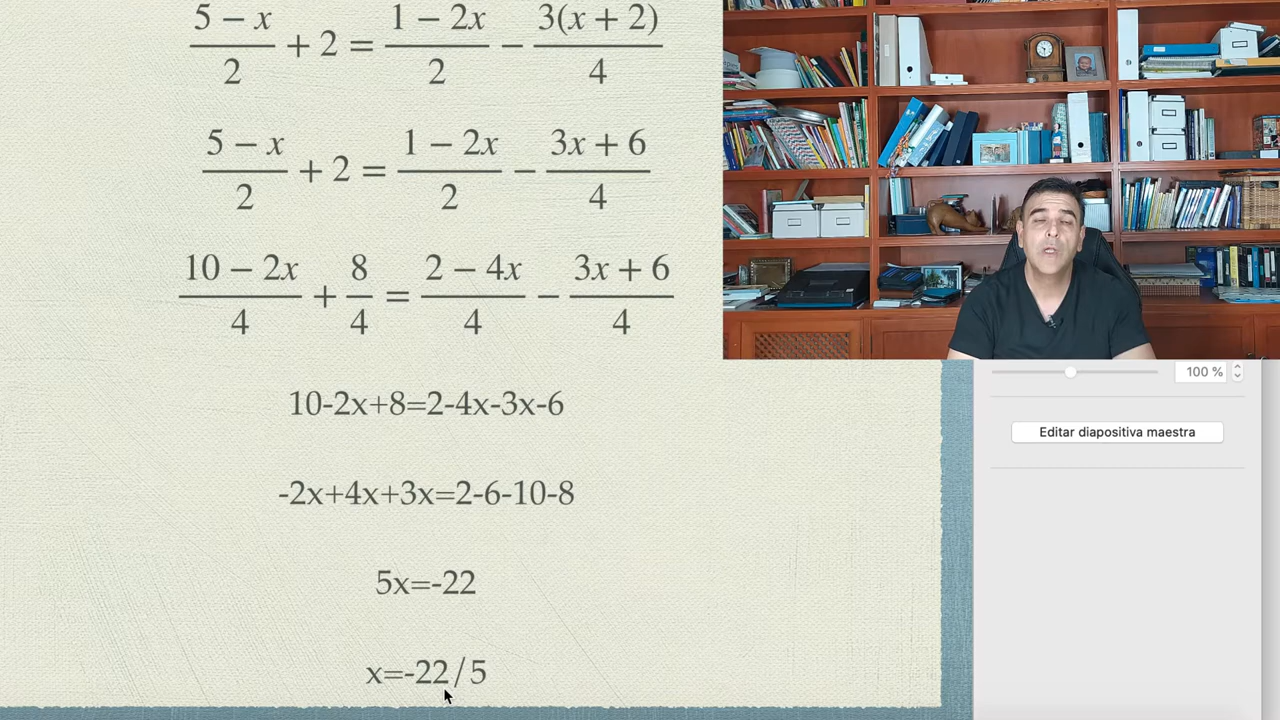 (5 − x)/2 + 2 = (1 − 2x)/2 − 3(x + 2)/4
(5 − x)/2 + 2 = (1 − 2x)/2 − (3x + 6)/4
(10 − 2x)/4 + 8/4 = (2 − 4x)/4 − (3x + 6)/4
10-2x+8=2-4x-3x-6
-2x+4x+3x=2-6-10-8
5x=-22
x=-22/5
100 %
Editar diapositiva maestra